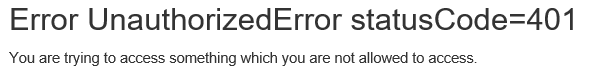 Error UnauthorizedError statusCode=401
You are trying to access something which you are not allowed to access.